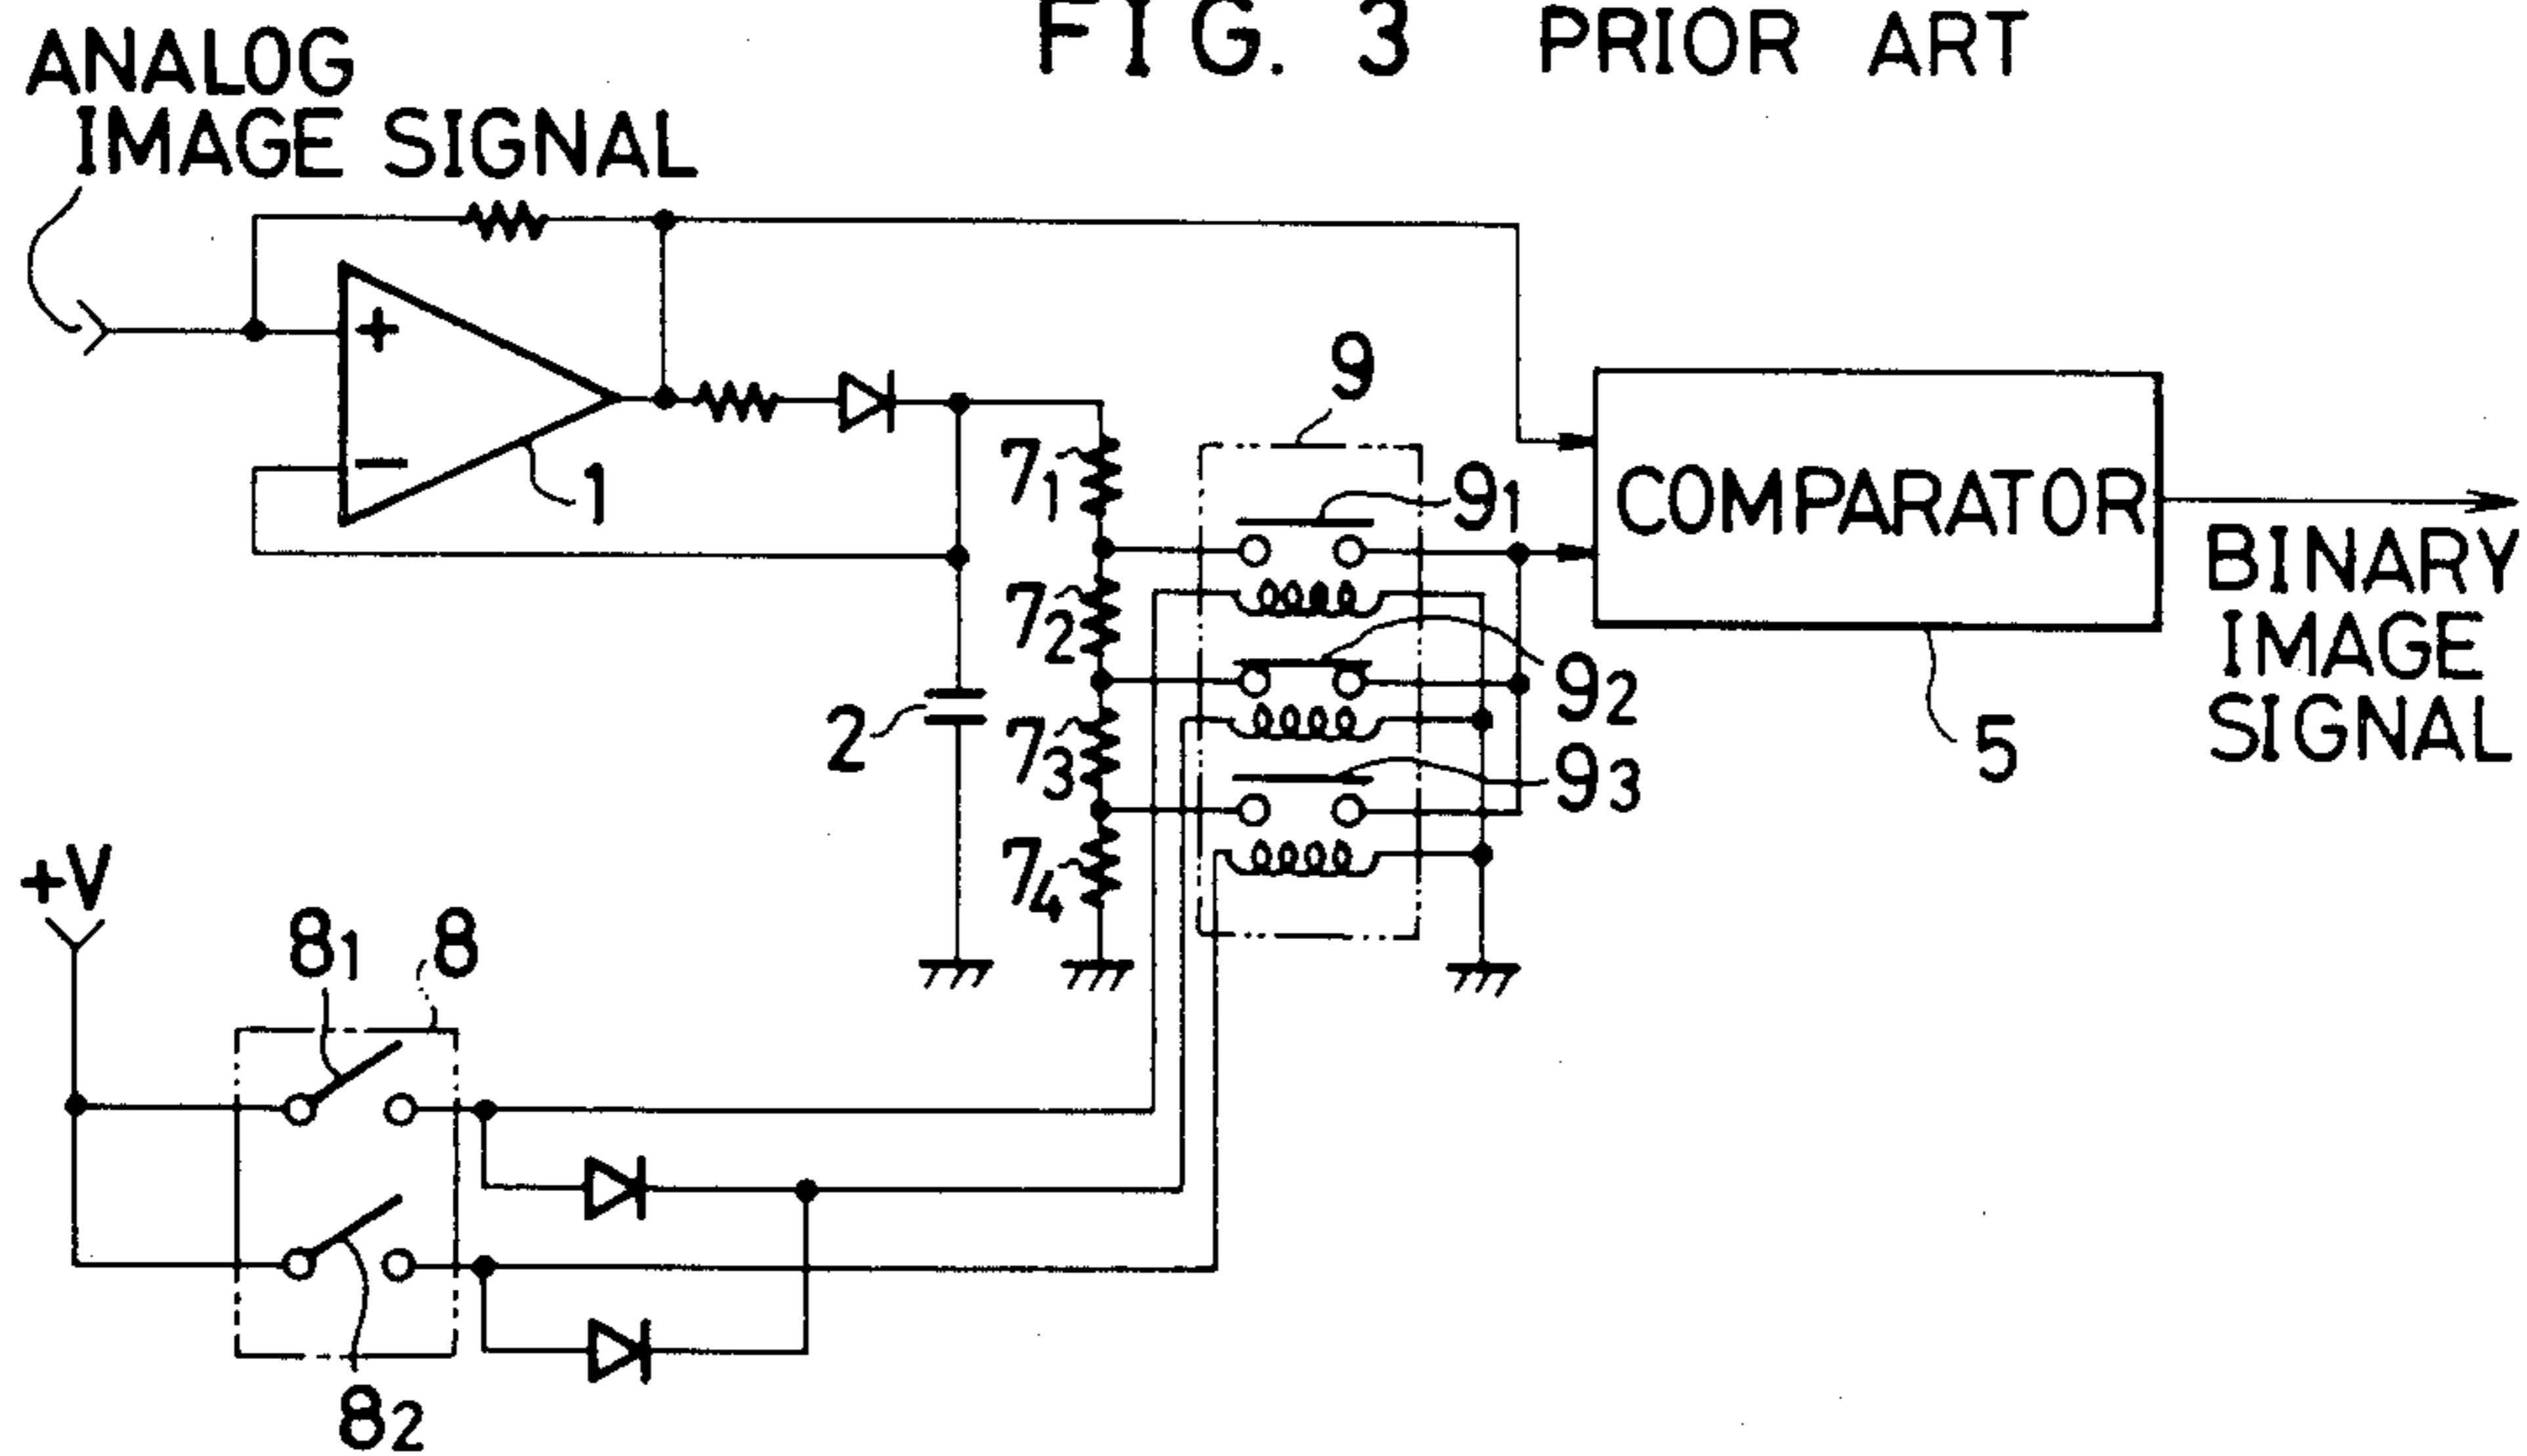 FIG. 3 PRIOR ART
ANALOG
IMAGE SIGNAL
+
−
1
2
7₁
7₂
7₃
7₄
9
9₁
9₂
9₃
COMPARATOR
5
BINARY
IMAGE
SIGNAL
+V
8₁
8
8₂